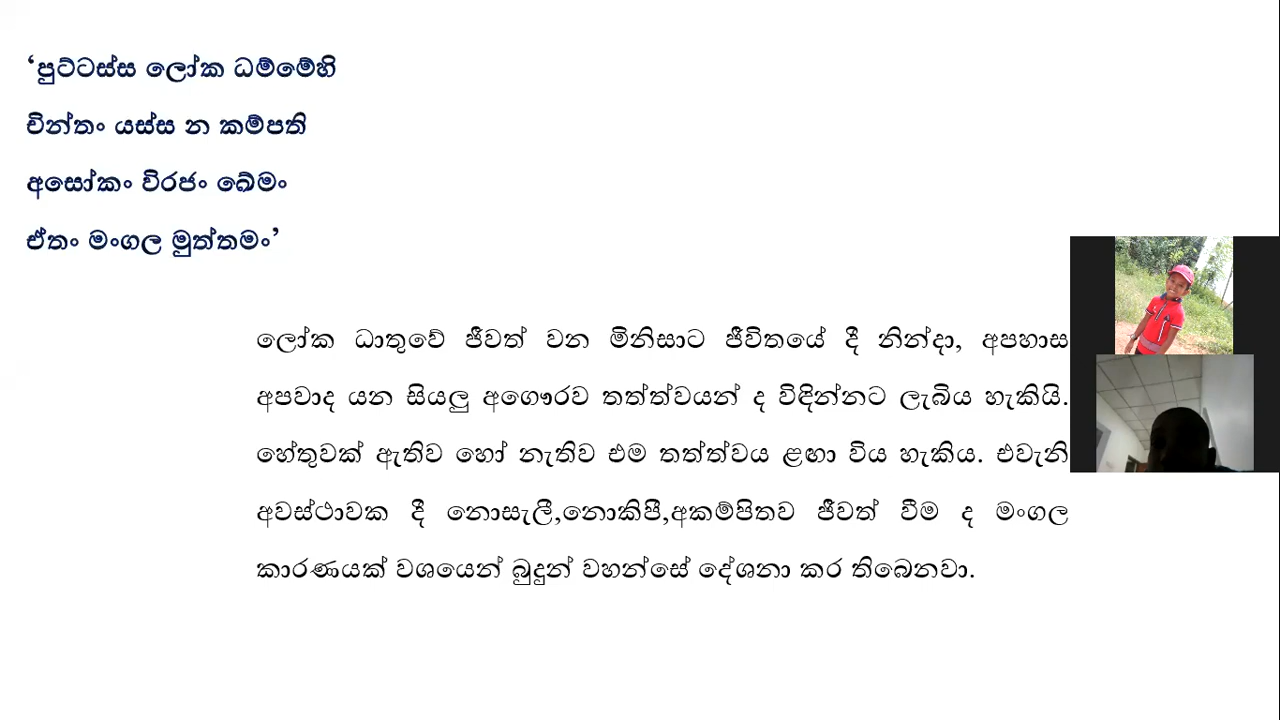 ‘පුට්ටස්ස ලෝක ධම්මේහි
චින්තං යස්ස න කම්පති
අසෝකං විරජං ඛේමං
ඒතං මංගල මුත්තමං’
ලෝක ධාතුවේ ජීවත් වන මිනිසාට ජීවිතයේ දී නින්දා, අපහාස
අපවාද යන සියලු අගෞරව තත්ත්වයන් ද විඳින්නට ලැබිය හැකියි.
හේතුවක් ඇතිව හෝ නැතිව එම තත්ත්වය ළඟා විය හැකිය. එවැනි
අවස්ථාවක දී නොසැලී,නොකිපී,අකම්පිතව ජීවත් වීම ද මංගල
කාරණයක් වශයෙන් බුදුන් වහන්සේ දේශනා කර තිබෙනවා.